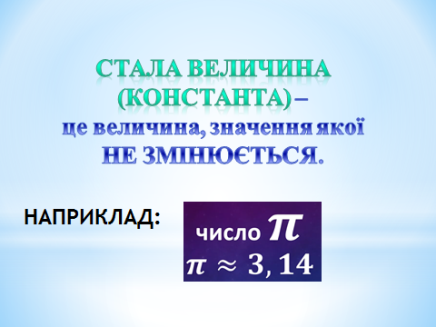 СТАЛА ВЕЛИЧИНА
(КОНСТАНТА) –
це величина, значення якої
НЕ ЗМІНЮЄТЬСЯ.
НАПРИКЛАД:
число π
π ≈ 3,14